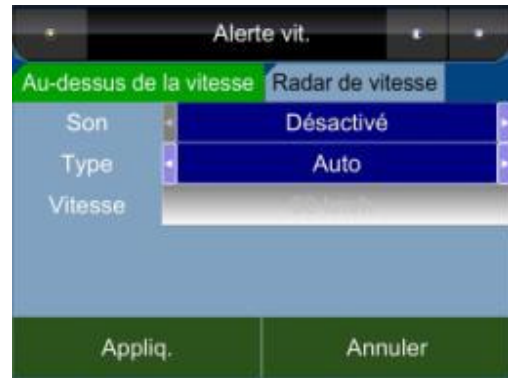 Alerte vit.
Au-dessus de la vitesse Radar de vitesse
Son Désactivé
Type Auto
Vitesse
Appliq. Annuler